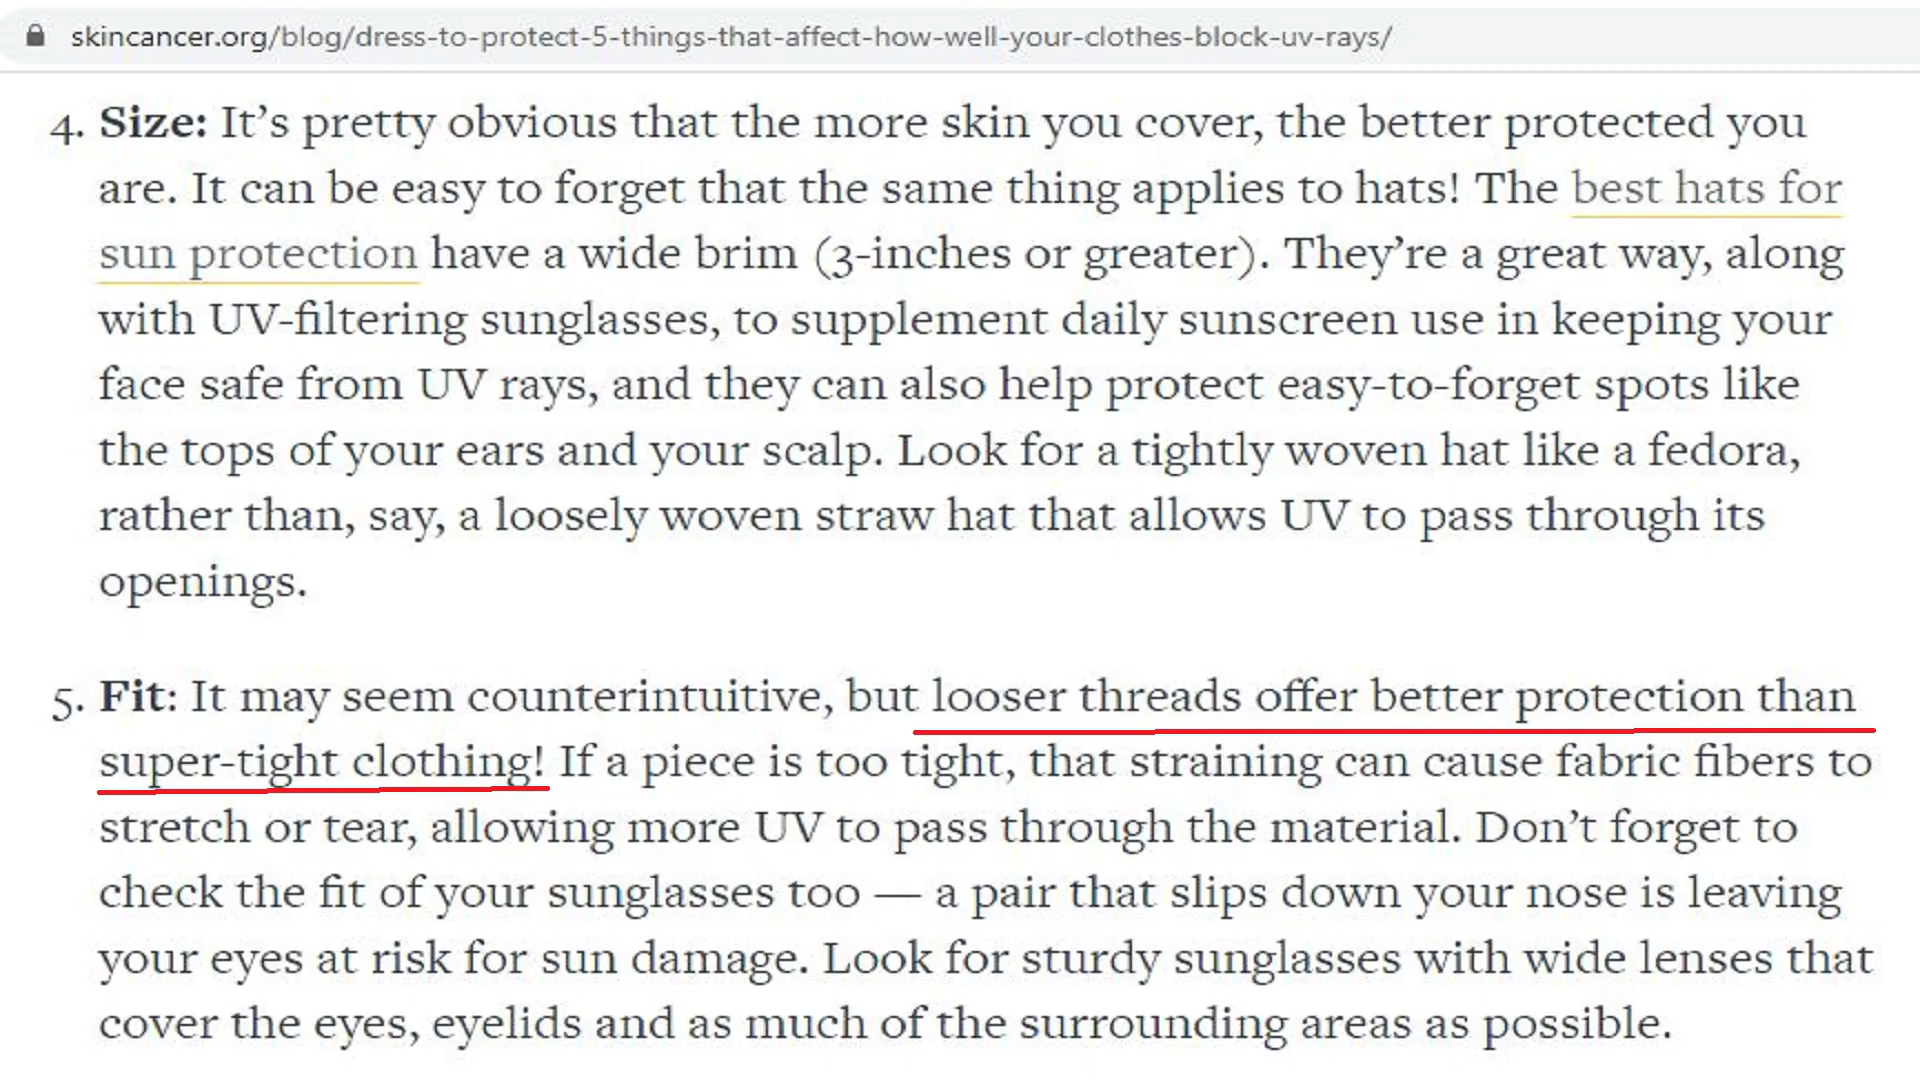 skincancer.org/blog/dress-to-protect-5-things-that-affect-how-well-your-clothes-block-uv-rays/
4. Size: It’s pretty obvious that the more skin you cover, the better protected you
are. It can be easy to forget that the same thing applies to hats! The best hats for
sun protection have a wide brim (3-inches or greater). They’re a great way, along
with UV-filtering sunglasses, to supplement daily sunscreen use in keeping your
face safe from UV rays, and they can also help protect easy-to-forget spots like
the tops of your ears and your scalp. Look for a tightly woven hat like a fedora,
rather than, say, a loosely woven straw hat that allows UV to pass through its
openings.
5. Fit: It may seem counterintuitive, but looser threads offer better protection than
super-tight clothing! If a piece is too tight, that straining can cause fabric fibers to
stretch or tear, allowing more UV to pass through the material. Don’t forget to
check the fit of your sunglasses too — a pair that slips down your nose is leaving
your eyes at risk for sun damage. Look for sturdy sunglasses with wide lenses that
cover the eyes, eyelids and as much of the surrounding areas as possible.